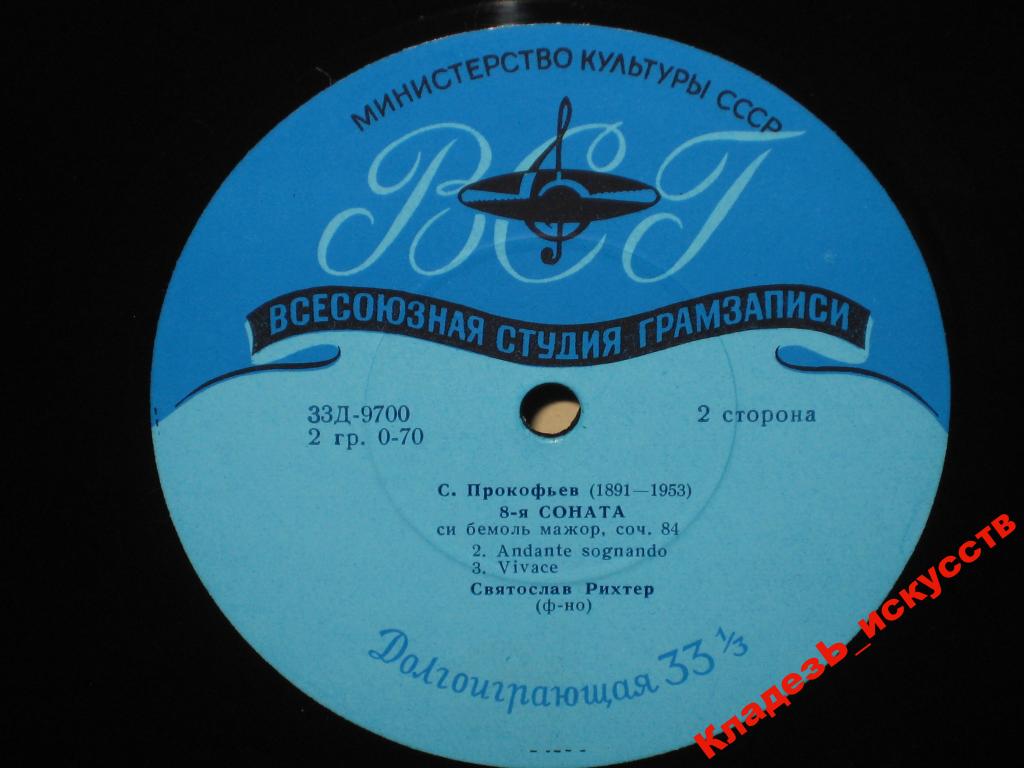 МИНИСТЕРСТВО КУЛЬТУРЫ СССР
ВСГ
ВСЕСОЮЗНАЯ СТУДИЯ ГРАМЗАПИСИ
33Д-9700
2 гр. 0-70
2 сторона
С. Прокофьев (1891—1953)
8-я СОНАТА
си бемоль мажор, соч. 84
2. Andante sognando
3. Vivace
Святослав Рихтер
(ф-но)
Долгоиграющая 33 ⅓
Кладезь_искусств